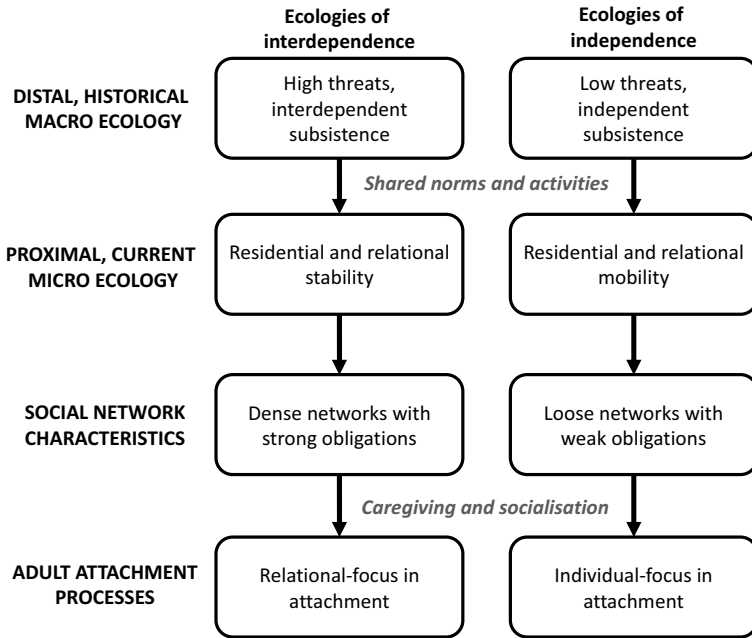 Ecologies of
interdependence
Ecologies of
independence
DISTAL, HISTORICAL
MACRO ECOLOGY
High threats,
interdependent
subsistence
Low threats,
independent
subsistence
Shared norms and activities
PROXIMAL, CURRENT
MICRO ECOLOGY
Residential and relational
stability
Residential and relational
mobility
SOCIAL NETWORK
CHARACTERISTICS
Dense networks with
strong obligations
Loose networks with
weak obligations
Caregiving and socialisation
ADULT ATTACHMENT
PROCESSES
Relational-focus in
attachment
Individual-focus in
attachment